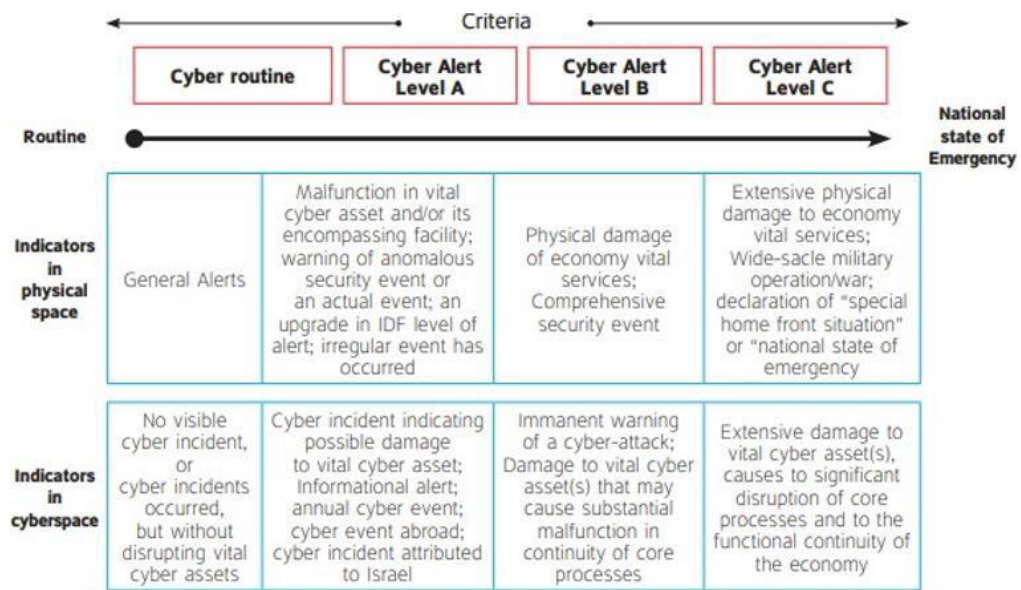 Criteria
Cyber routine
Cyber Alert
Level A
Cyber Alert
Level B
Cyber Alert
Level C
Routine
National
state of
Emergency
Indicators
in
physical
space
General Alerts
Malfunction in vital
cyber asset and/or its
encompassing facility;
warning of anomalous
security event or
an actual event; an
upgrade in IDF level of
alert; irregular event has
occurred
Physical damage
of economy vital
services;
Comprehensive
security event
Extensive physical
damage to economy
vital services;
Wide-sacle military
operation/war;
declaration of “special
home front situation”
or “national state of
emergency
Indicators
in
cyberspace
No visible
cyber incident,
or
cyber incidents
occurred,
but without
disrupting vital
cyber assets
Cyber incident indicating
possible damage
to vital cyber asset;
Informational alert;
annual cyber event;
cyber event abroad;
cyber incident attributed
to Israel
Immanent warning
of a cyber-attack;
Damage to vital cyber
asset(s) that may
cause substantial
malfunction in
continuity of core
processes
Extensive damage to
vital cyber asset(s),
causes to significant
disruption of core
processes and to the
functional continuity of
the economy